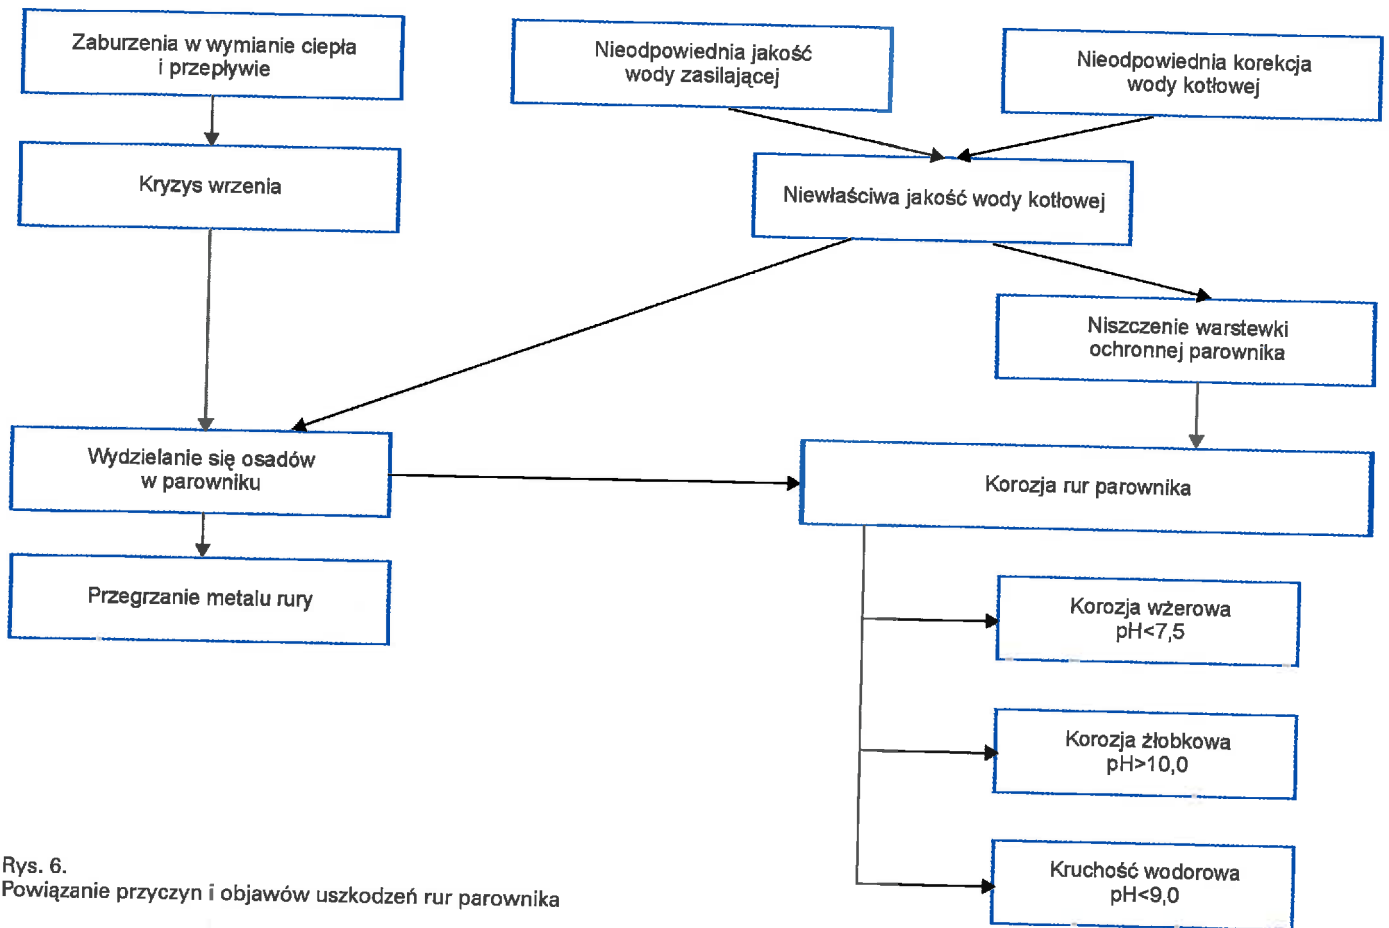 Zaburzenia w wymianie ciepła
i przepływie
Nieodpowiednia jakość
wody zasilającej
Nieodpowiednia korekcja
wody kotłowej
Kryzys wrzenia
Niewłaściwa jakość wody kotłowej
Niszczenie warstewki
ochronnej parownika
Wydzielanie się osadów
w parowniku
Korozja rur parownika
Przegrzanie metalu rury
Korozja wżerowa
pH<7,5
Korozja żłobkowa
pH>10,0
Kruchość wodorowa
pH<9,0
Rys. 6.
Powiązanie przyczyn i objawów uszkodzeń rur parownika